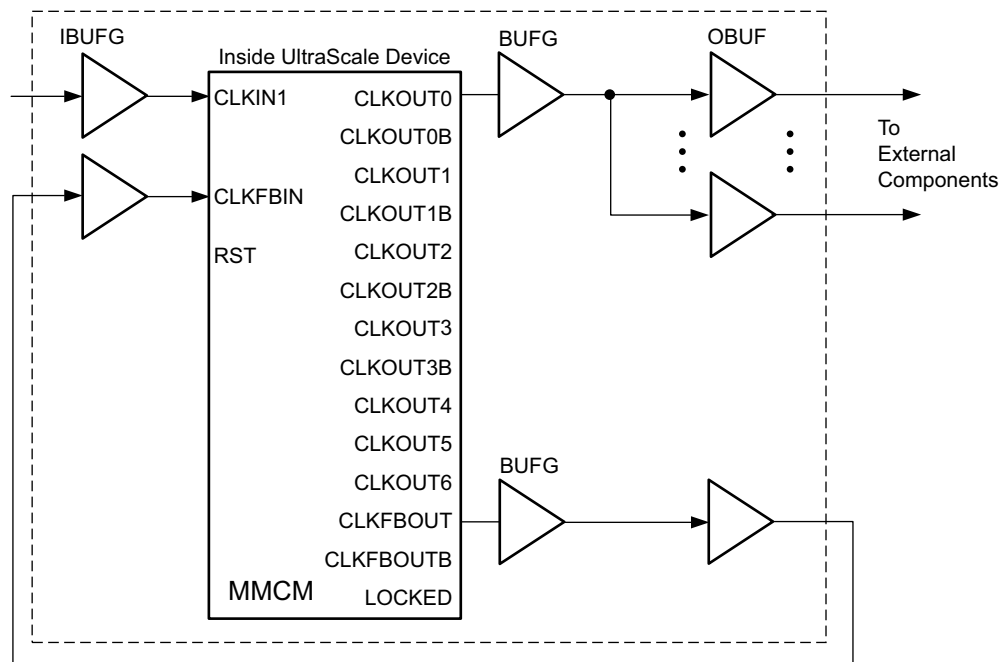 IBUFG
Inside UltraScale Device
BUFG
OBUF
CLKIN1
CLKFBIN
RST
CLKOUT0
CLKOUT0B
CLKOUT1
CLKOUT1B
CLKOUT2
CLKOUT2B
CLKOUT3
CLKOUT3B
CLKOUT4
CLKOUT5
CLKOUT6
CLKFBOUT
CLKFBOUTB
LOCKED
MMCM
BUFG
To
External
Components